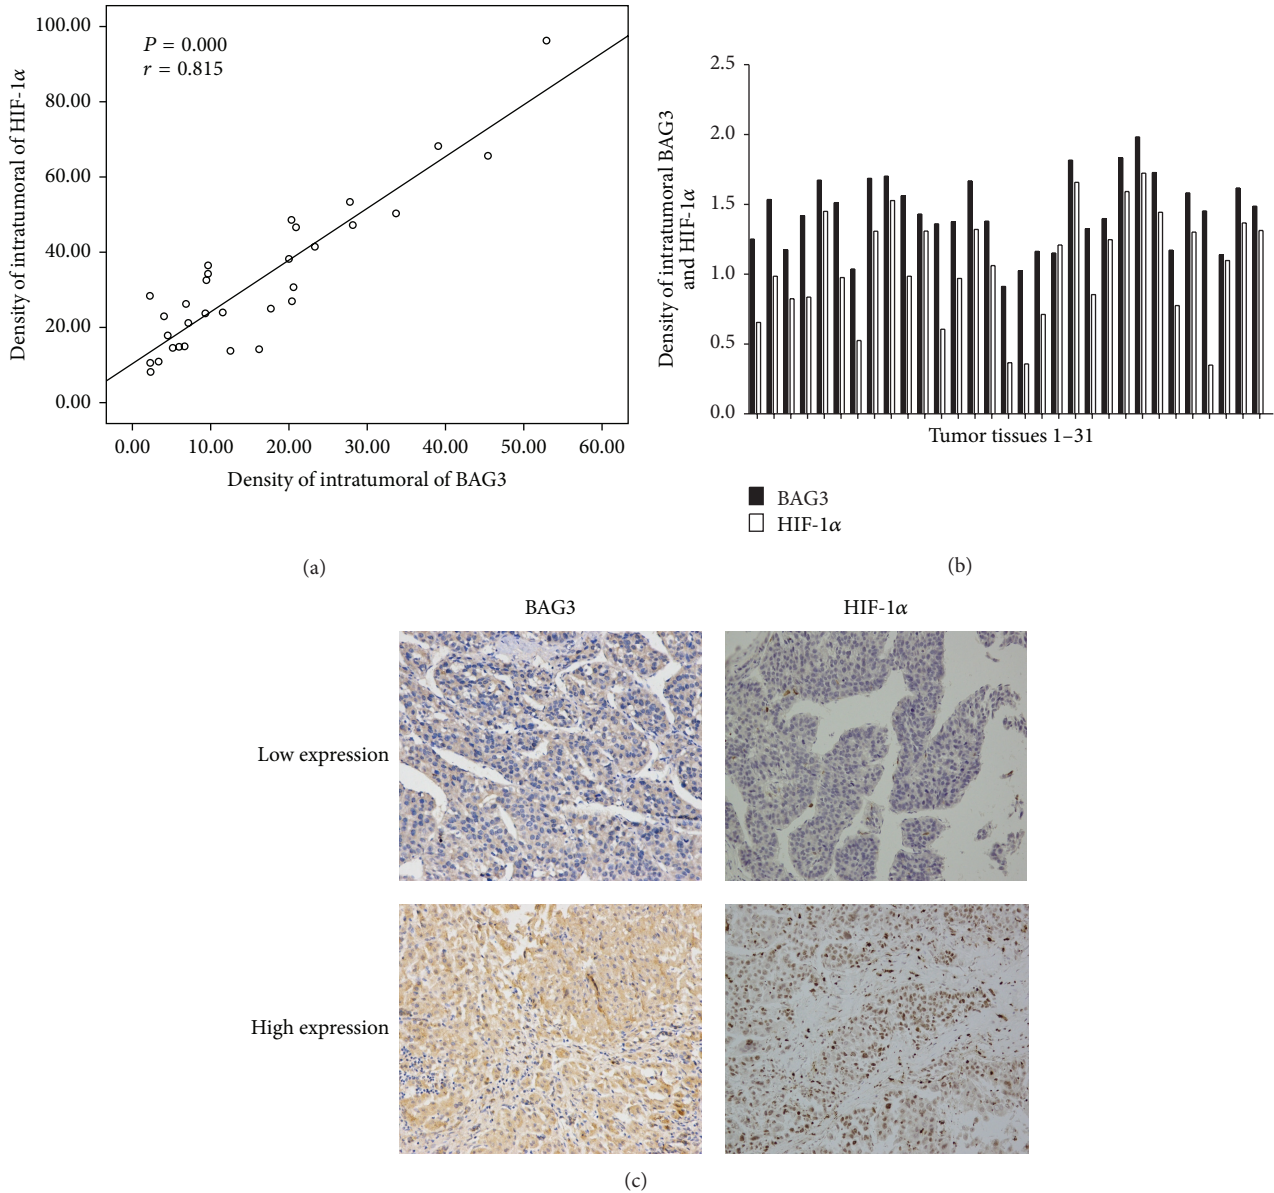 P = 0.000
r = 0.815
100.00
80.00
60.00
40.00
20.00
0.00
Density of intratumoral of HIF-1α
0.00 10.00 20.00 30.00 40.00 50.00 60.00
Density of intratumoral of BAG3
(a)
2.5
2.0
1.5
1.0
0.5
0.0
Density of intratumoral BAG3
and HIF-1α
Tumor tissues 1–31
BAG3
HIF-1α
(b)
BAG3 HIF-1α
Low expression
High expression
(c)